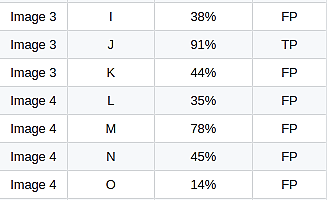 Image 3 I 38% FP
Image 3 J 91% TP
Image 3 K 44% FP
Image 4 L 35% FP
Image 4 M 78% FP
Image 4 N 45% FP
Image 4 O 14% FP